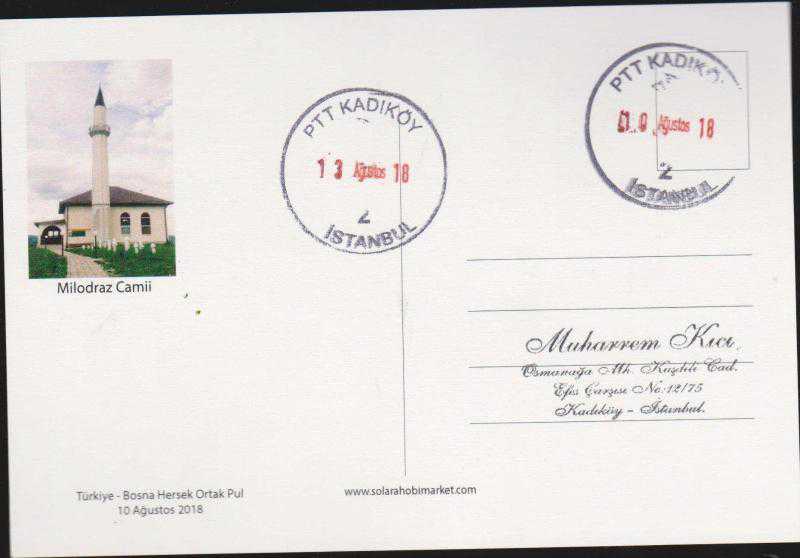 Milodraz Camii
Türkiye - Bosna Hersek Ortak Pul
10 Ağustos 2018
PTT KADIKÖY
13 Ağustos 18
2
İSTANBUL
www.solarahobimarket.com
PTT KADIKÖY
Ağustos 18
2
İSTANBUL
Muharrem Kıcı
Osmanağa Mh. Kuşdili Cad.
Efes Çarşısı No:12/75
Kadıköy - İstanbul.